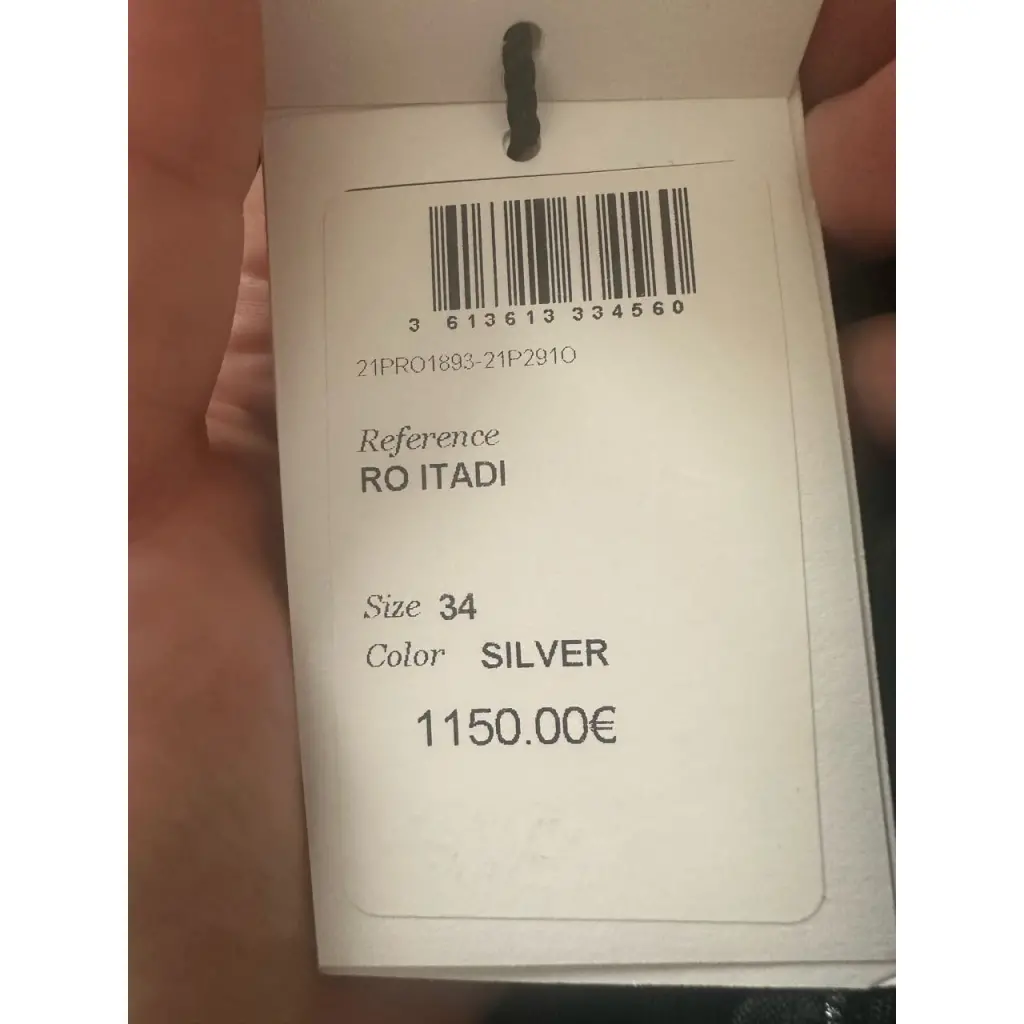 3 613613 334560
21PRO1893-21P291O
Reference
RO ITADI
Size 34
Color SILVER
1150.00€